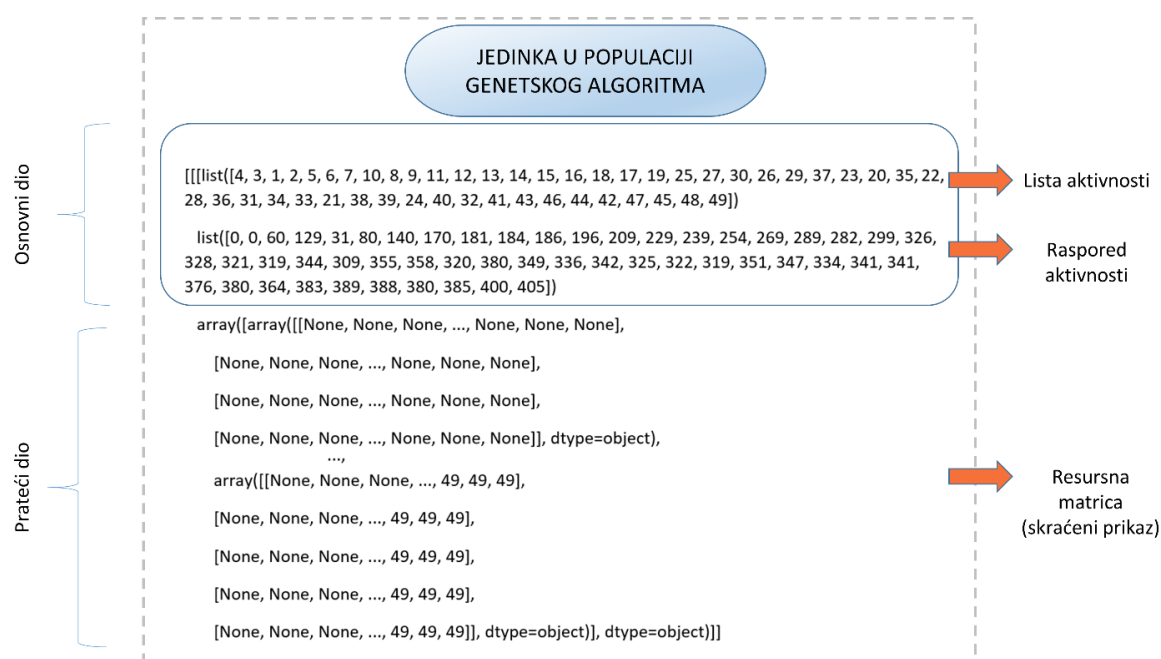 JEDINKA U POPULACIJI
GENETSKOG ALGORITMA
Osnovni dio
[[[list([4, 3, 1, 2, 5, 6, 7, 10, 8, 9, 11, 12, 13, 14, 15, 16, 18, 17, 19, 25, 27, 30, 26, 29, 37, 23, 20, 35, 22,
28, 36, 31, 34, 33, 21, 38, 39, 24, 40, 32, 41, 43, 46, 44, 42, 47, 45, 48, 49])
Lista aktivnosti
list([0, 0, 60, 129, 31, 80, 140, 170, 181, 184, 186, 196, 209, 229, 239, 254, 269, 289, 282, 299, 326,
328, 321, 319, 344, 309, 355, 358, 320, 380, 349, 336, 342, 325, 322, 319, 351, 347, 334, 341, 341,
376, 380, 364, 383, 389, 388, 380, 385, 400, 405])
Raspored
aktivnosti
Prateći dio
array([array([[None, None, None, ..., None, None, None],
[None, None, None, ..., None, None, None],
[None, None, None, ..., None, None, None],
[None, None, None, ..., None, None, None]], dtype=object),
...,
array([[None, None, None, ..., 49, 49, 49],
[None, None, None, ..., 49, 49, 49],
[None, None, None, ..., 49, 49, 49],
[None, None, None, ..., 49, 49, 49],
[None, None, None, ..., 49, 49, 49]], dtype=object)], dtype=object)]]
Resursna
matrica
(skraćeni prikaz)